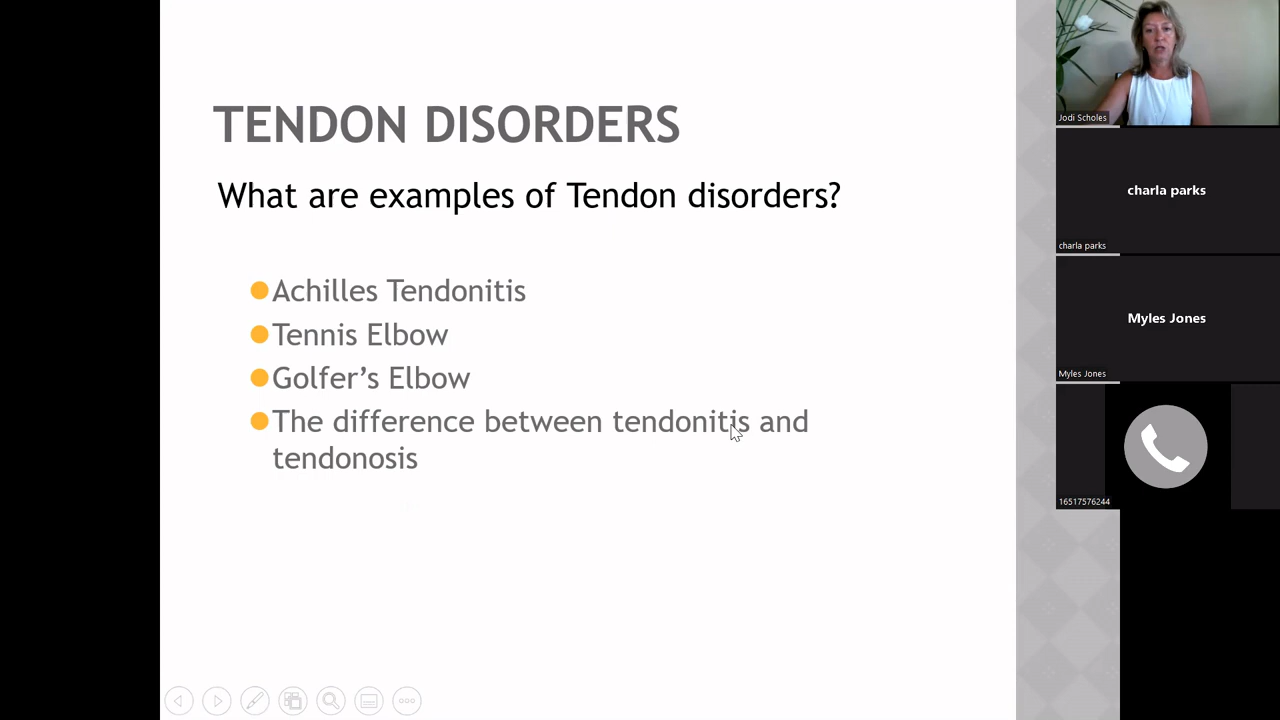 TENDON DISORDERS
What are examples of Tendon disorders?
Achilles Tendonitis
Tennis Elbow
Golfer’s Elbow
The difference between tendonitis and
tendonosis
Jodi Scholes
charla parks
charla parks
Myles Jones
Myles Jones
16517576244